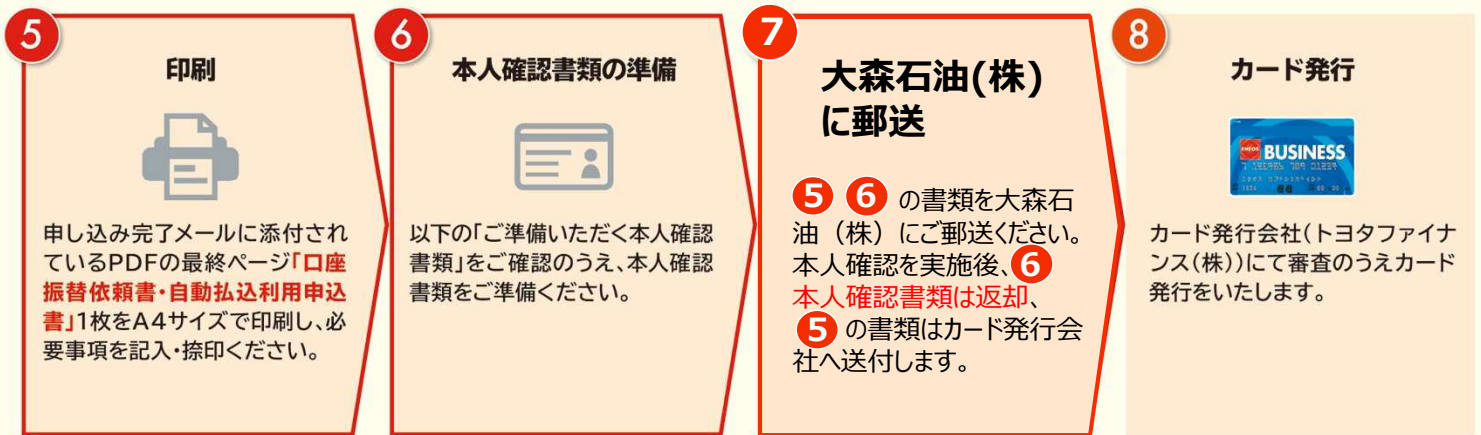 5
印刷
申し込み完了メールに添付され
ているPDFの最終ページ「口座
振替依頼書・自動払込利用申込
書」1枚をA4サイズで印刷し、必
要事項を記入・捺印ください。
6
本人確認書類の準備
以下の「ご準備いただく本人確認
書類」をご確認のうえ、本人確認
書類をご準備ください。
7
大森石油(株)
に郵送
5 6 の書類を大森石
油（株）にご郵送ください。
本人確認を実施後、6
本人確認書類は返却、
5 の書類はカード発行会
社へ送付します。
8
カード発行
ENEOS BUSINESS
カード発行会社(トヨタファイナ
ンス(株))にて審査のうえカード
発行をいたします。